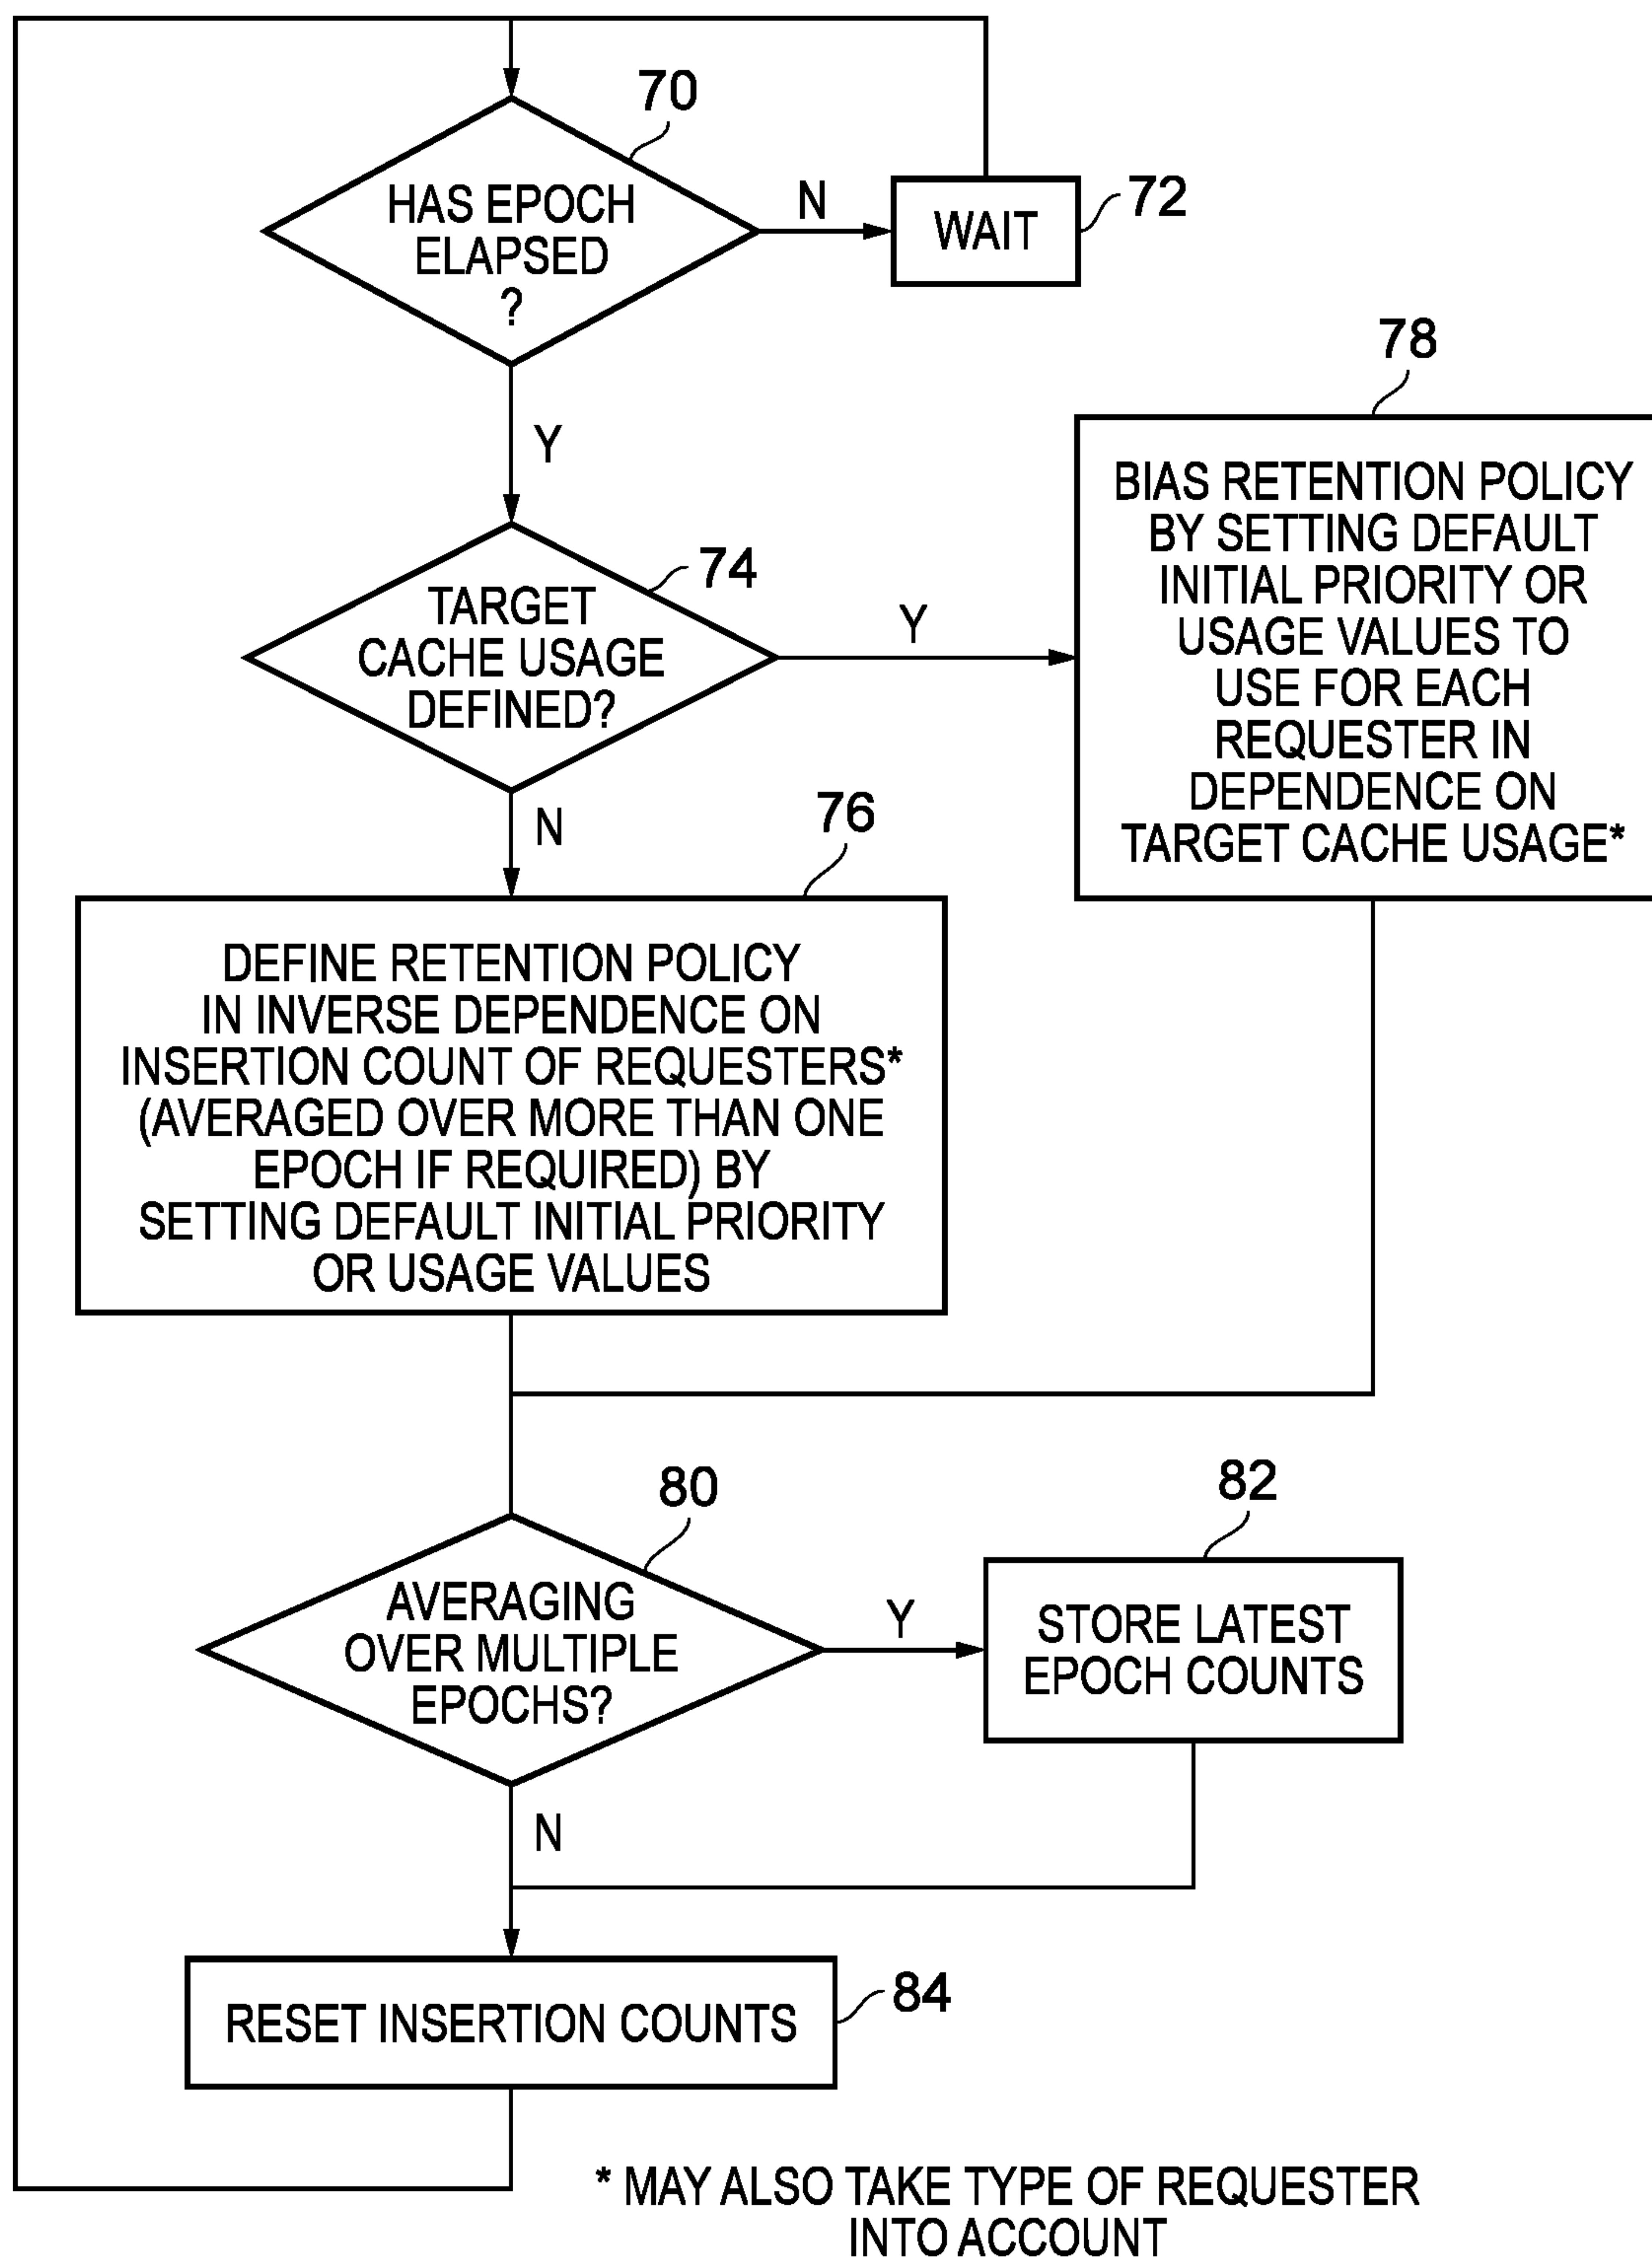 70
HAS EPOCH
ELAPSED
?
N
WAIT
72
Y
78
BIAS RETENTION POLICY
BY SETTING DEFAULT
INITIAL PRIORITY OR
USAGE VALUES TO
USE FOR EACH
REQUESTER IN
DEPENDENCE ON
TARGET CACHE USAGE*
74
TARGET
CACHE USAGE
DEFINED?
Y
N
76
DEFINE RETENTION POLICY
IN INVERSE DEPENDENCE ON
INSERTION COUNT OF REQUESTERS*
(AVERAGED OVER MORE THAN ONE
EPOCH IF REQUIRED) BY
SETTING DEFAULT INITIAL PRIORITY
OR USAGE VALUES
80
AVERAGING
OVER MULTIPLE
EPOCHS?
Y
82
STORE LATEST
EPOCH COUNTS
N
RESET INSERTION COUNTS
84
* MAY ALSO TAKE TYPE OF REQUESTER
INTO ACCOUNT